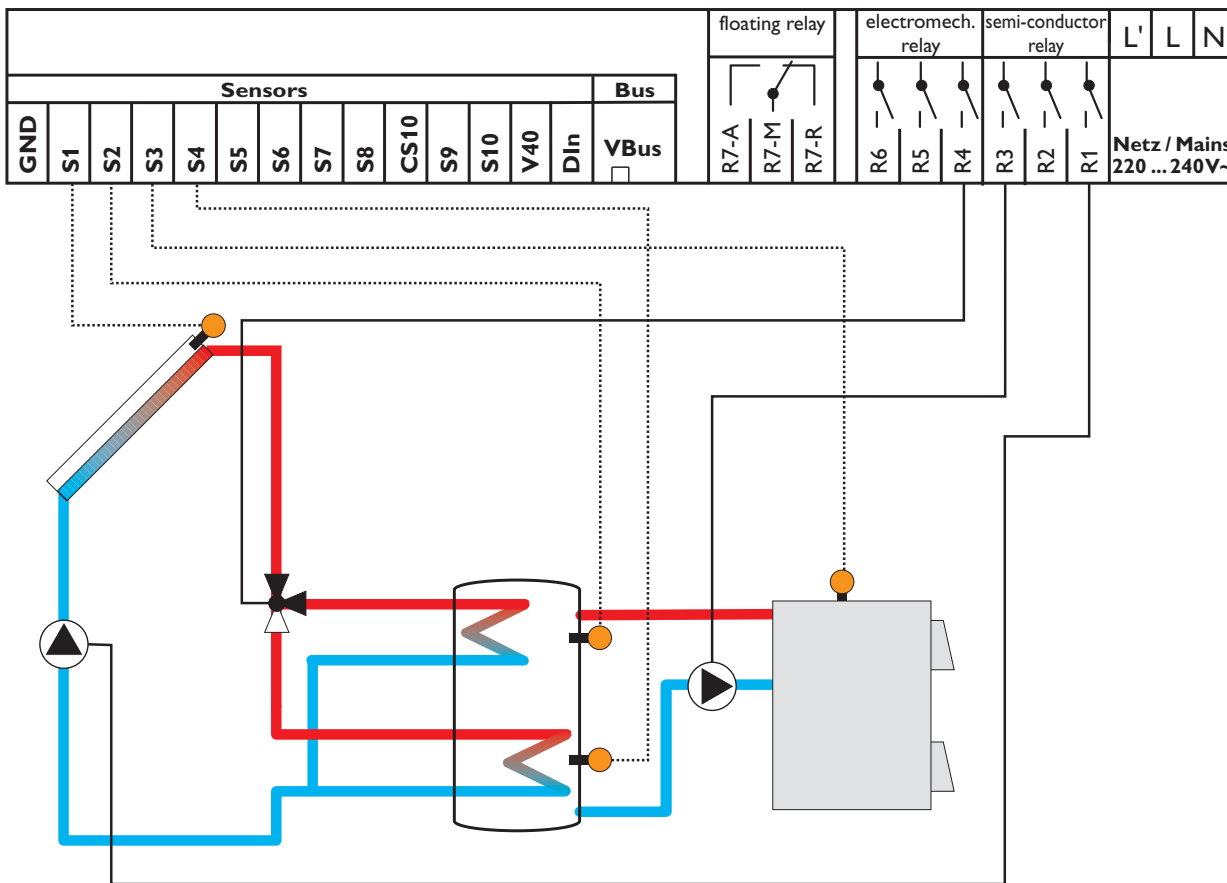 floating relay
electromech.
relay
semi-conductor
relay
L'
L
N
Sensors
Bus
GND
S1
S2
S3
S4
S5
S6
S7
S8
CS10
S9
S10
V40
DIn
VBus
R7-A
R7-M
R7-R
R6
R5
R4
R3
R2
R1
Netz / Mains
220 ... 240V~